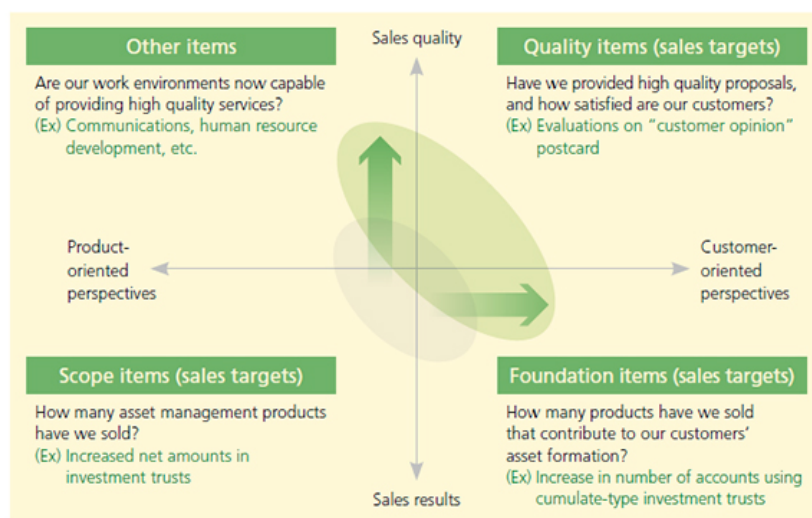 Other items
Are our work environments now capable
of providing high quality services?
(Ex) Communications, human resource
development, etc.
Sales quality
Quality items (sales targets)
Have we provided high quality proposals,
and how satisfied are our customers?
(Ex) Evaluations on “customer opinion”
postcard
Product-
oriented
perspectives
Customer-
oriented
perspectives
Scope items (sales targets)
How many asset management products
have we sold?
(Ex) Increased net amounts in
investment trusts
Sales results
Foundation items (sales targets)
How many products have we sold
that contribute to our customers’
asset formation?
(Ex) Increase in number of accounts using
cumulate-type investment trusts